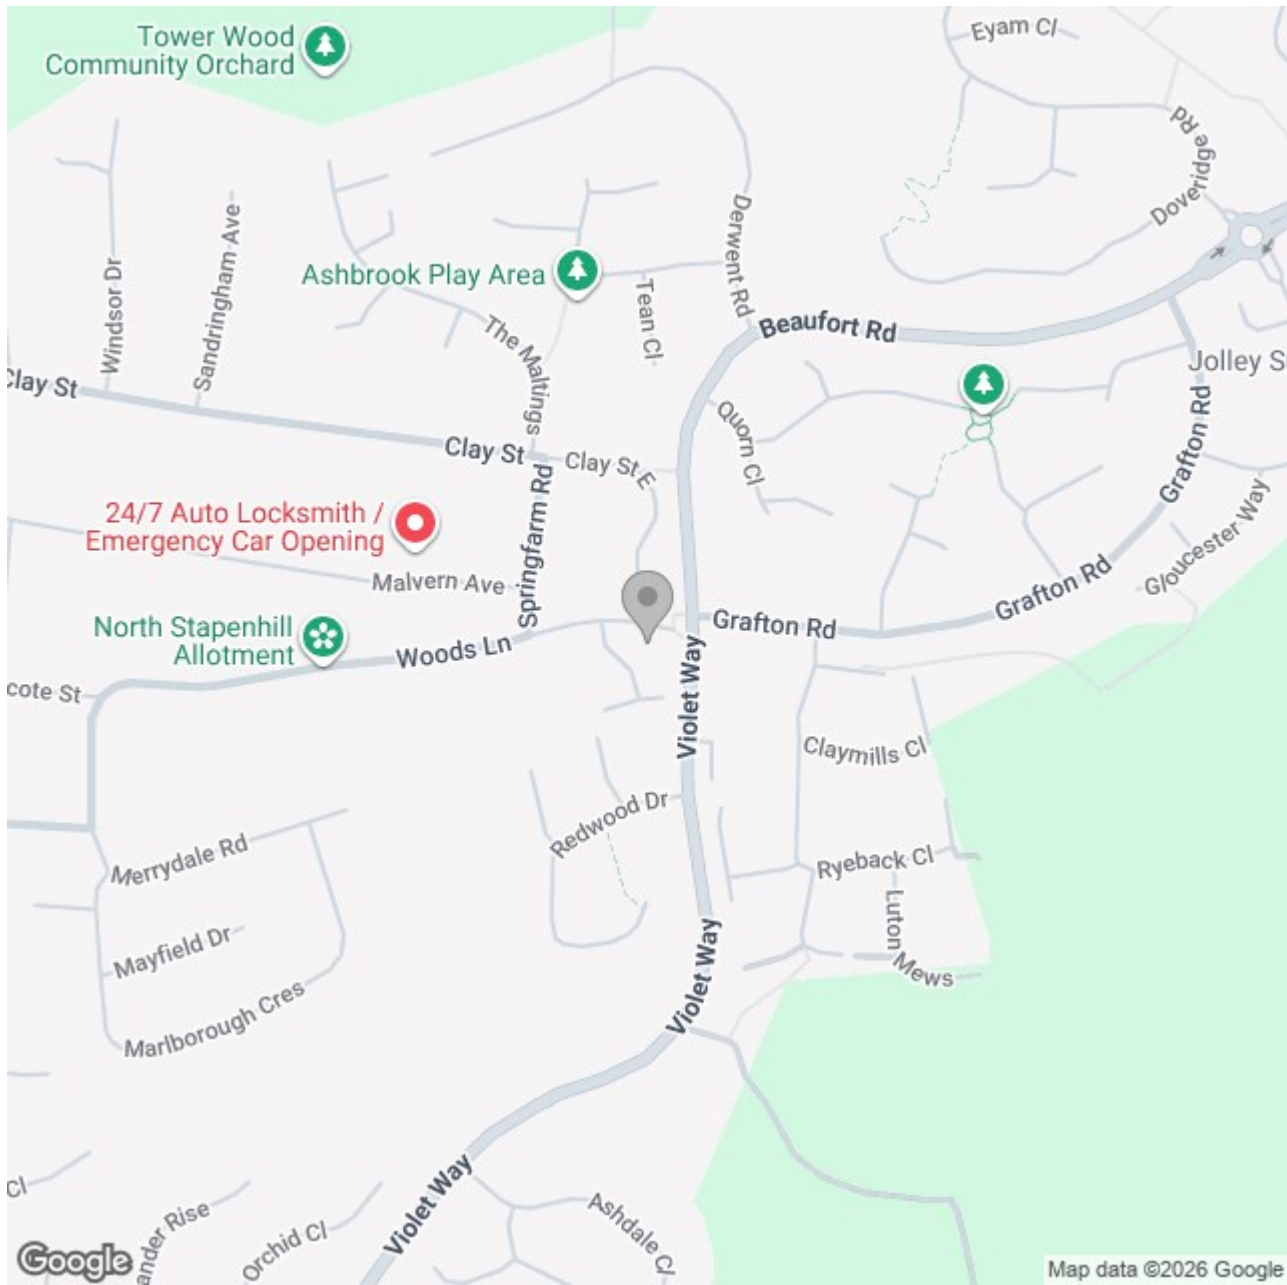 Eyam Cl
Tower Wood
Community Orchard
Doveridge Rd
Sandringham Ave
Windsor Dr
Derwent Rd
Ashbrook Play Area
Tean Cl
The Maltings
Beaufort Rd
Jolley S
Clay St
Quorn Cl
Grafton Rd
Clay St
Clay St E
24/7 Auto Locksmith /
Emergency Car Opening
Springfarm Rd
Gloucester Way
Malvern Ave
Grafton Rd
North Stapenhill
Allotment
Grafton Rd
Woods Ln
cote St
Violet Way
Claymills Cl
Redwood Dr
Merrydale Rd
Ryeback Cl
Luton Mews
Mayfield Dr
Violet Way
Marlborough Cres
Cl
Violet Way
ander Rise
Orchid Cl
Ashdale Cl
Google
Map data ©2026 Google